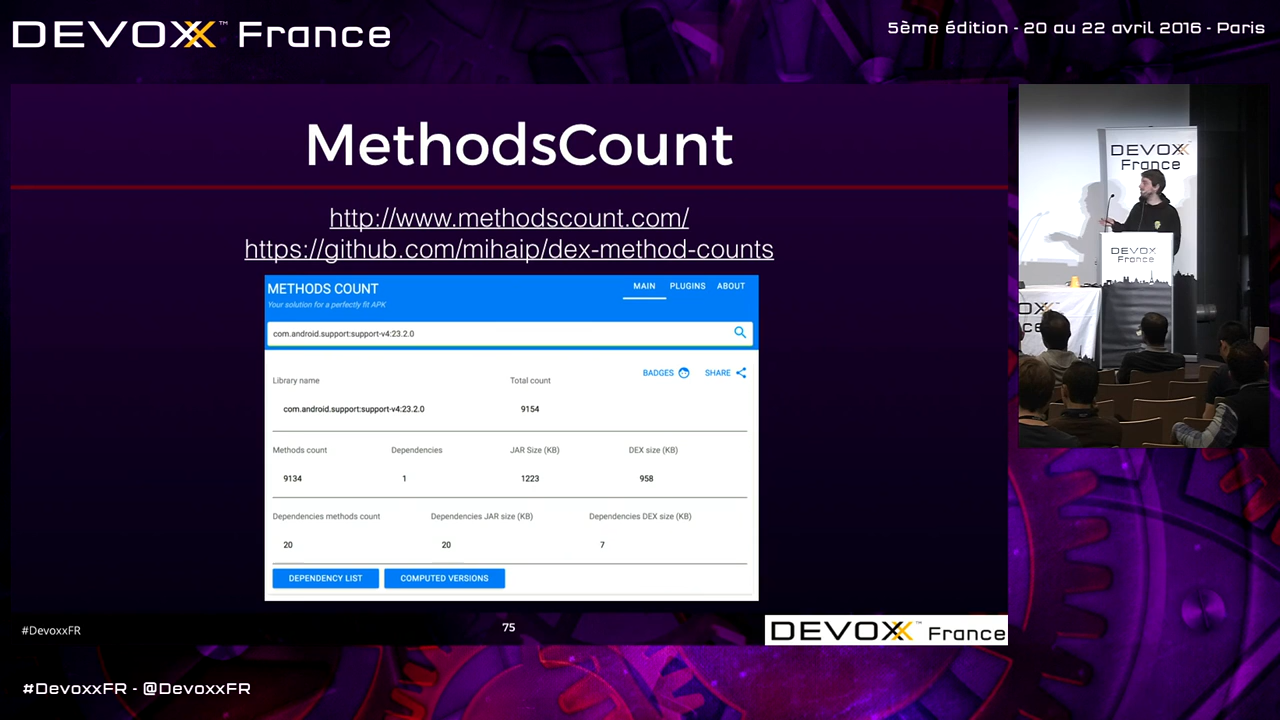 DEVOXX™ France
5ème édition - 20 au 22 avril 2016 - Paris
MethodsCount
http://www.methodscount.com/
https://github.com/mihaip/dex-method-counts
METHODS COUNT
MAIN PLUGINS ABOUT
Your solution for a perfectly fit APK
com.android.support:support-v4:23.2.0
BADGES SHARE
Library name Total count
com.android.support:support-v4:23.2.0 9154
Methods count Dependencies JAR Size (KB) DEX size (KB)
9134 1 1223 958
Dependencies methods count Dependencies JAR size (KB) Dependencies DEX size (KB)
20 20 7
DEPENDENCY LIST COMPUTED VERSIONS
#DevoxxFR
75
DEVOXX France
DEVOXX
France
DEVOXX
France
#DevoxxFR - @DevoxxFR